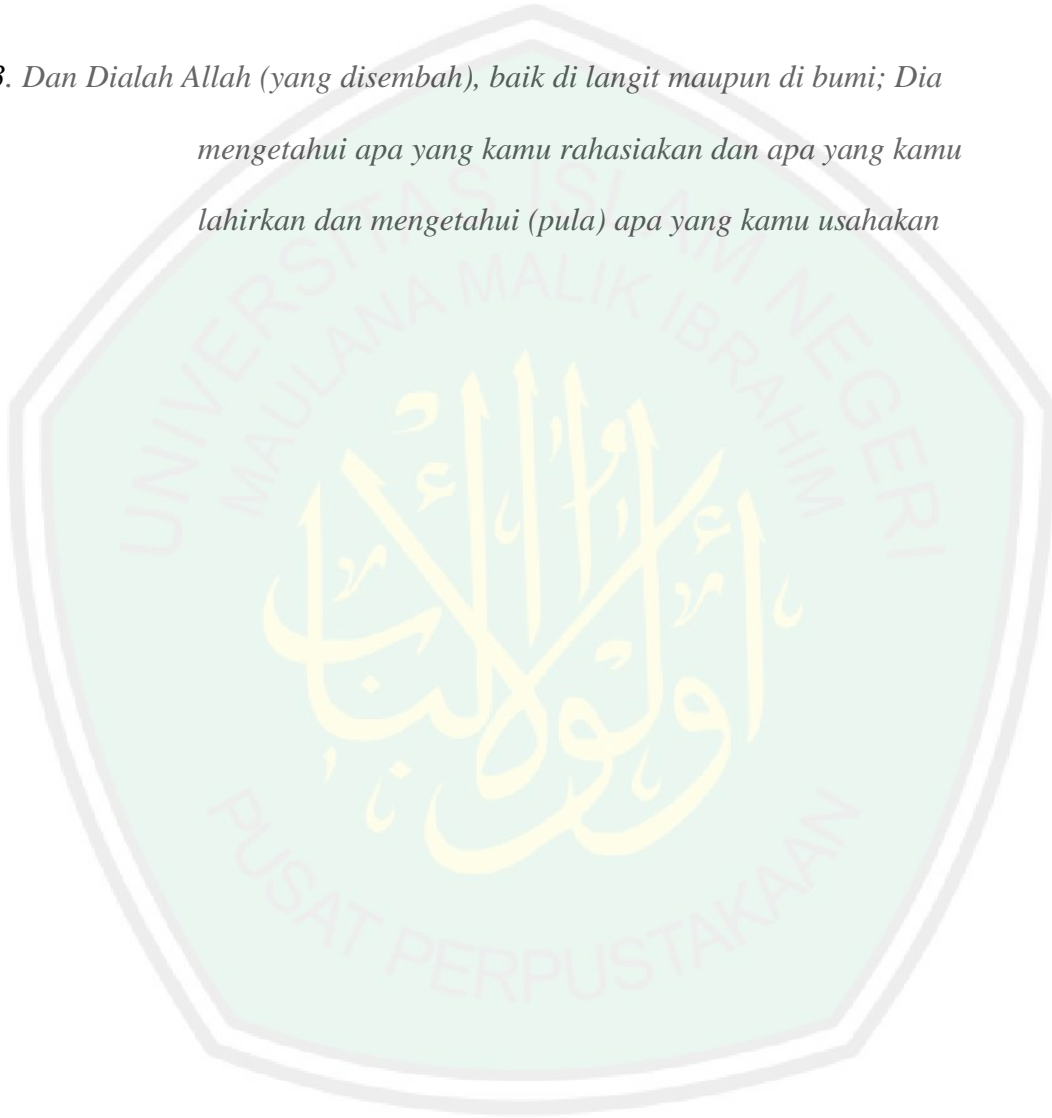 3. Dan Dialah Allah (yang disembah), baik di langit maupun di bumi; Dia
mengetahui apa yang kamu rahasiakan dan apa yang kamu
lahirkan dan mengetahui (pula) apa yang kamu usahakan
UNIVERSITAS ISLAM NEGERI
MAULANA MALIK IBRAHIM
أولو الألباب
PUSAT PERPUSTAKAAN